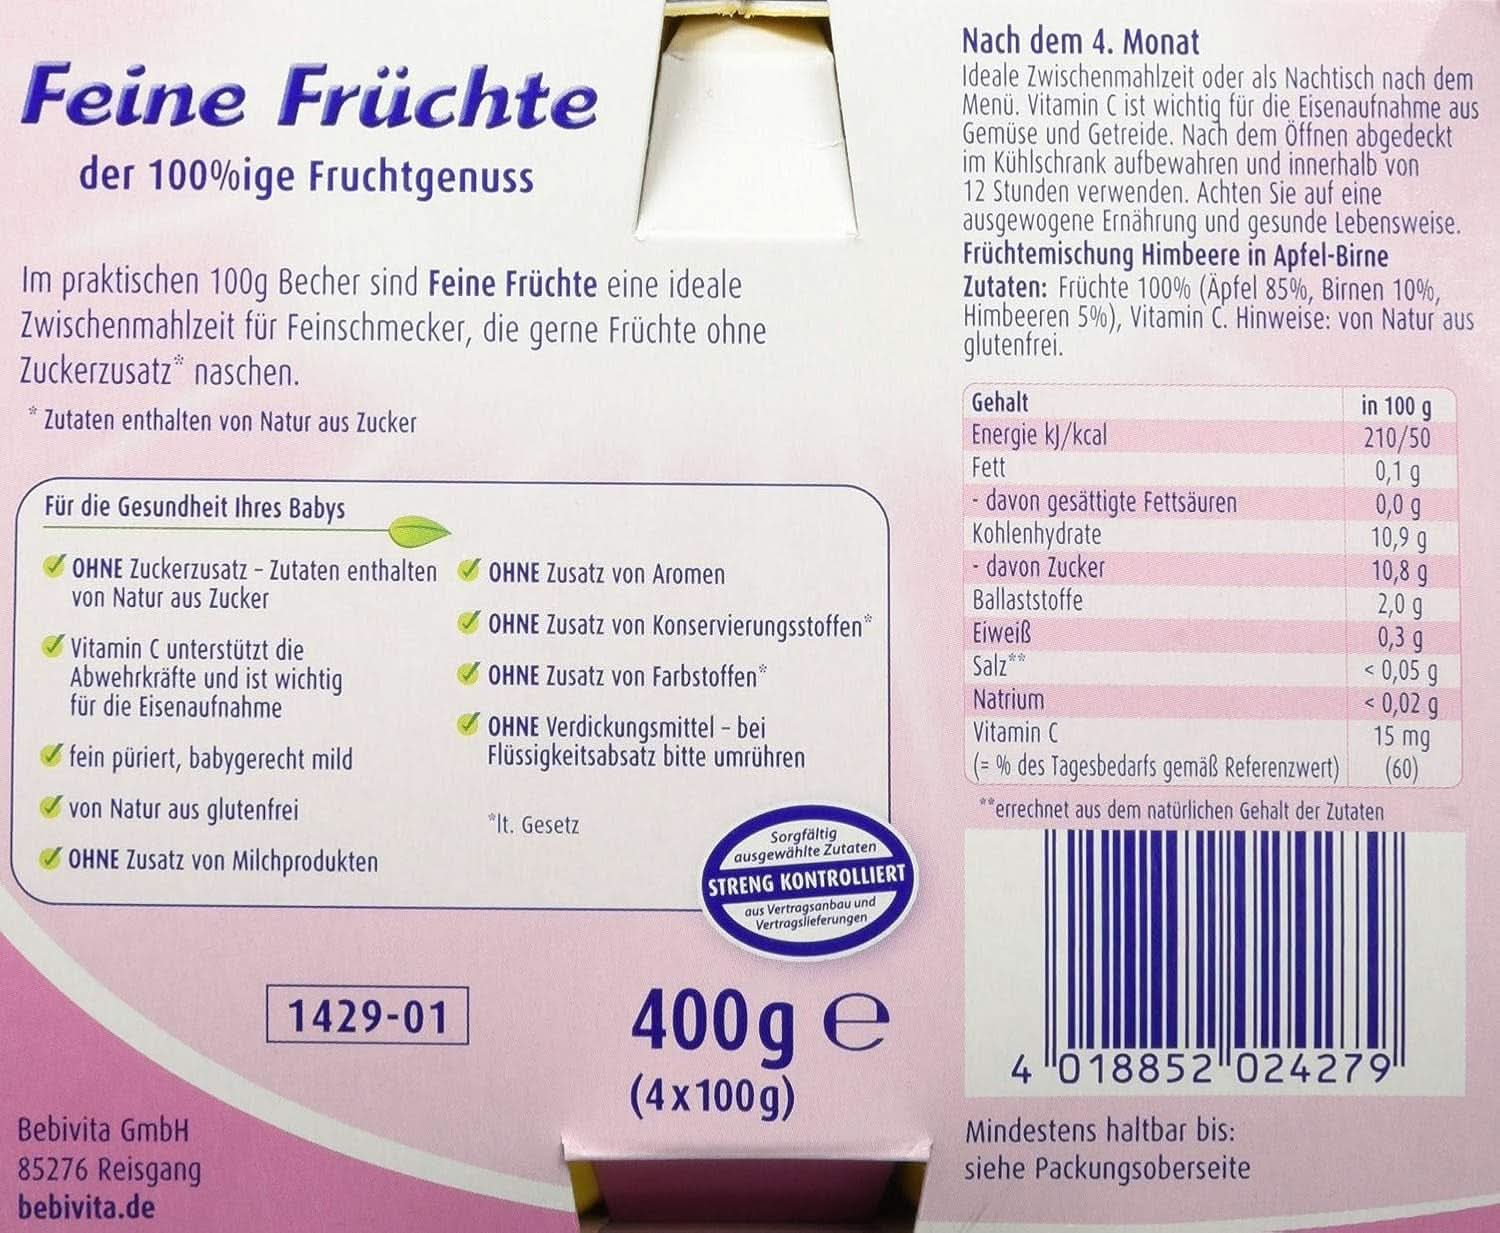 Feine Früchte
der 100%ige Fruchtgenuss
Im praktischen 100g Becher sind Feine Früchte eine ideale
Zwischenmahlzeit für Feinschmecker, die gerne Früchte ohne
Zuckerzusatz* naschen.
* Zutaten enthalten von Natur aus Zucker
Für die Gesundheit Ihres Babys
OHNE Zuckerzusatz – Zutaten enthalten
von Natur aus Zucker
Vitamin C unterstützt die
Abwehrkräfte und ist wichtig
für die Eisenaufnahme
fein püriert, babygerecht mild
von Natur aus glutenfrei
OHNE Zusatz von Milchprodukten
OHNE Zusatz von Aromen
OHNE Zusatz von Konservierungsstoffen*
OHNE Zusatz von Farbstoffen*
OHNE Verdickungsmittel – bei
Flüssigkeitsabsatz bitte umrühren
*lt. Gesetz
Sorgfältig
ausgewählte Zutaten
STRENG KONTROLLIERT
aus Vertragsanbau und
Vertragslieferungen
1429-01
400g e
(4x100g)
Bebivita GmbH
85276 Reisgang
bebivita.de
Nach dem 4. Monat
Ideale Zwischenmahlzeit oder als Nachtisch nach dem
Menü. Vitamin C ist wichtig für die Eisenaufnahme aus
Gemüse und Getreide. Nach dem Öffnen abgedeckt
im Kühlschrank aufbewahren und innerhalb von
12 Stunden verwenden. Achten Sie auf eine
ausgewogene Ernährung und gesunde Lebensweise.
Früchtemischung Himbeere in Apfel-Birne
Zutaten: Früchte 100% (Äpfel 85%, Birnen 10%,
Himbeeren 5%), Vitamin C. Hinweise: von Natur aus
glutenfrei.
Gehalt in 100 g
Energie kJ/kcal 210/50
Fett 0,1 g
- davon gesättigte Fettsäuren 0,0 g
Kohlenhydrate 10,9 g
- davon Zucker 10,8 g
Ballaststoffe 2,0 g
Eiweiß 0,3 g
Salz** < 0,05 g
Natrium < 0,02 g
Vitamin C 15 mg
(= % des Tagesbedarfs gemäß Referenzwert) (60)
**errechnet aus dem natürlichen Gehalt der Zutaten
4 018852 024279
Mindestens haltbar bis:
siehe Packungsoberseite